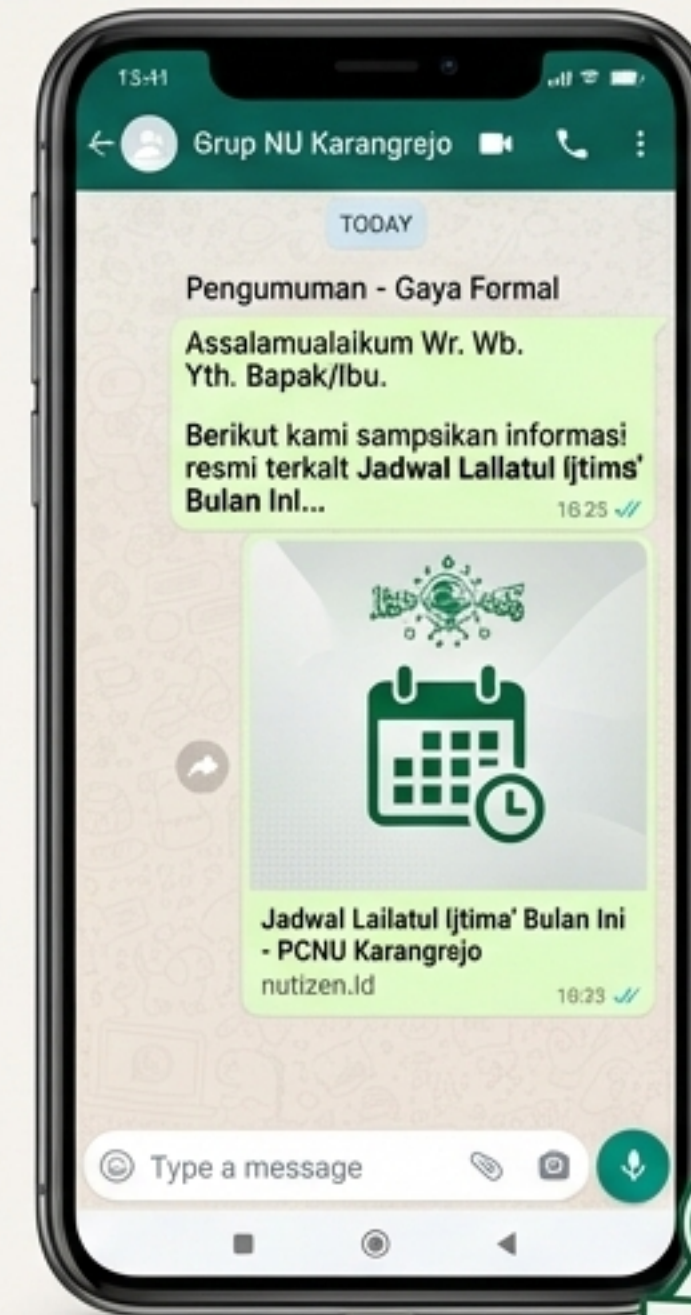 13:41
Grup NU Karangrejo
TODAY
Pengumuman - Gaya Formal
Assalamualaikum Wr. Wb.
Yth. Bapak/Ibu.
Berikut kami sampsikan informasi
resmi terkalt Jadwal Lallatul Ijtims'
Bulan Inl...
16:25
Jadwal Lailatul Ijtima' Bulan Ini
- PCNU Karangrejo
nutizen.ld
16:23
Type a message